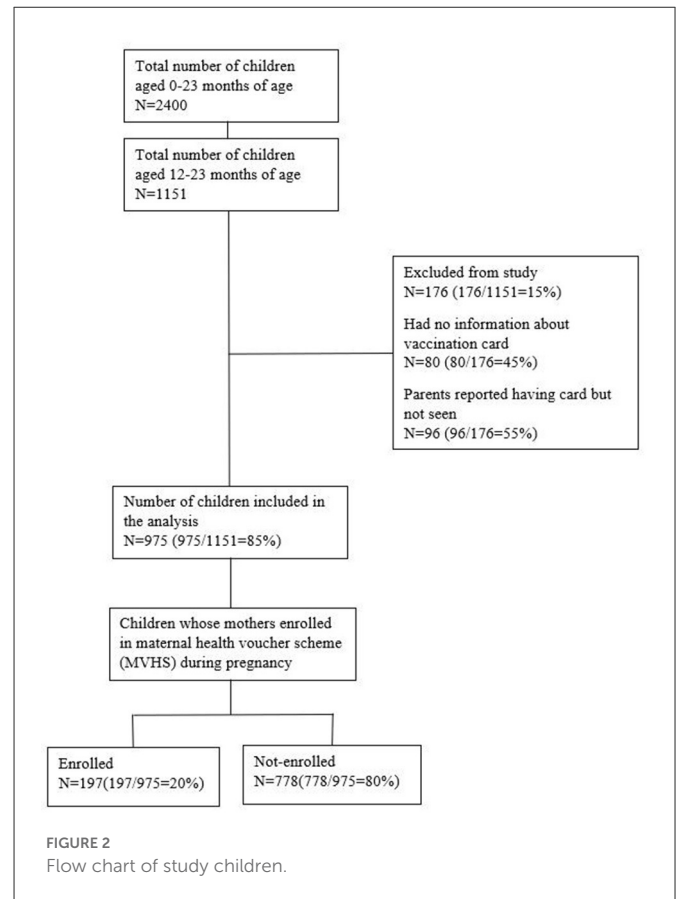 Total number of children
aged 0-23 months of age
N=2400
Total number of children
aged 12-23 months of age
N=1151
Excluded from study
N=176 (176/1151=15%)
Had no information about
vaccination card
N=80 (80/176=45%)
Parents reported having card but
not seen
N=96 (96/176=55%)
Number of children included in
the analysis
N=975 (975/1151=85%)
Children whose mothers enrolled
in maternal health voucher scheme
(MVHS) during pregnancy
Enrolled
N=197(197/975=20%)
Not-enrolled
N=778(778/975=80%)
FIGURE 2
Flow chart of study children.